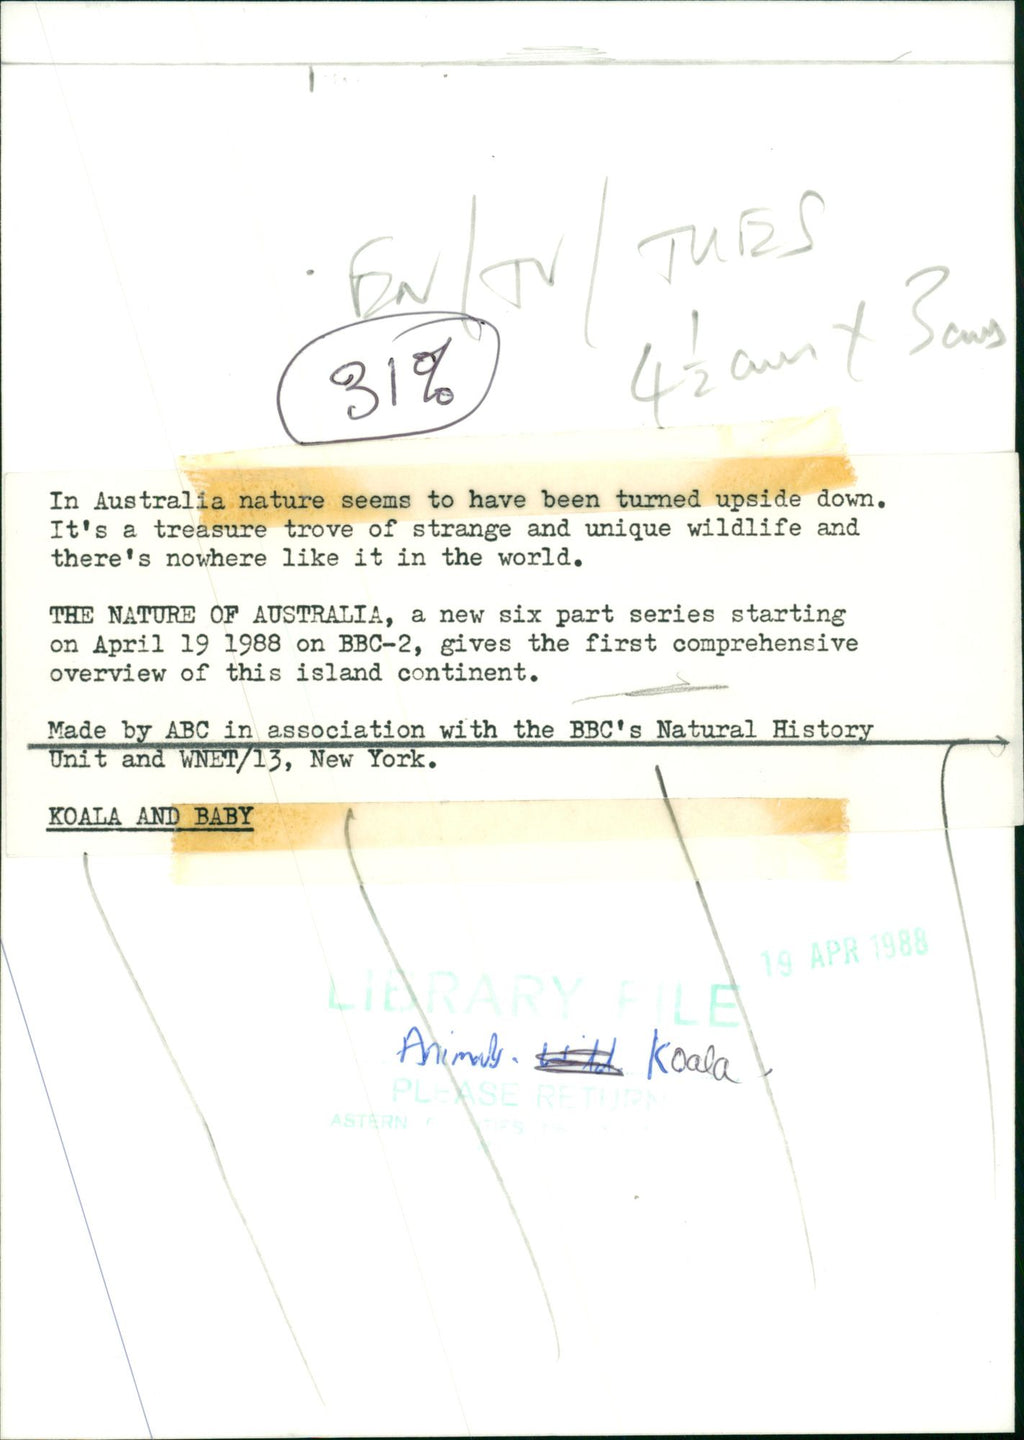 EN/TV/TUES
4½ cms x 3 cms
31%
In Australia nature seems to have been turned upside down.
It's a treasure trove of strange and unique wildlife and
there's nowhere like it in the world.
THE NATURE OF AUSTRALIA, a new six part series starting
on April 19 1988 on BBC-2, gives the first comprehensive
overview of this island continent.
Made by ABC in association with the BBC's Natural History
Unit and WNET/13, New York.
KOALA AND BABY
19 APR 1988
LIBRARY FILE
Animals. Wild Koala.
PLEASE RETURN